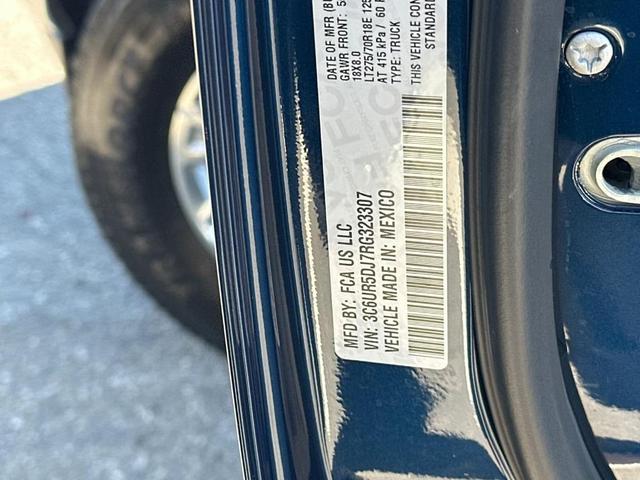 MFD BY: FCA US LLC
DATE OF MFR
GAWR FRONT:
18X8.0
LT275/70R18E
AT 415 kPa / 60
TYPE: TRUCK
THIS VEHICLE CON
STANDARD
VIN: 3C6UR5DJ7RG323307
VEHICLE MADE IN: MEXICO